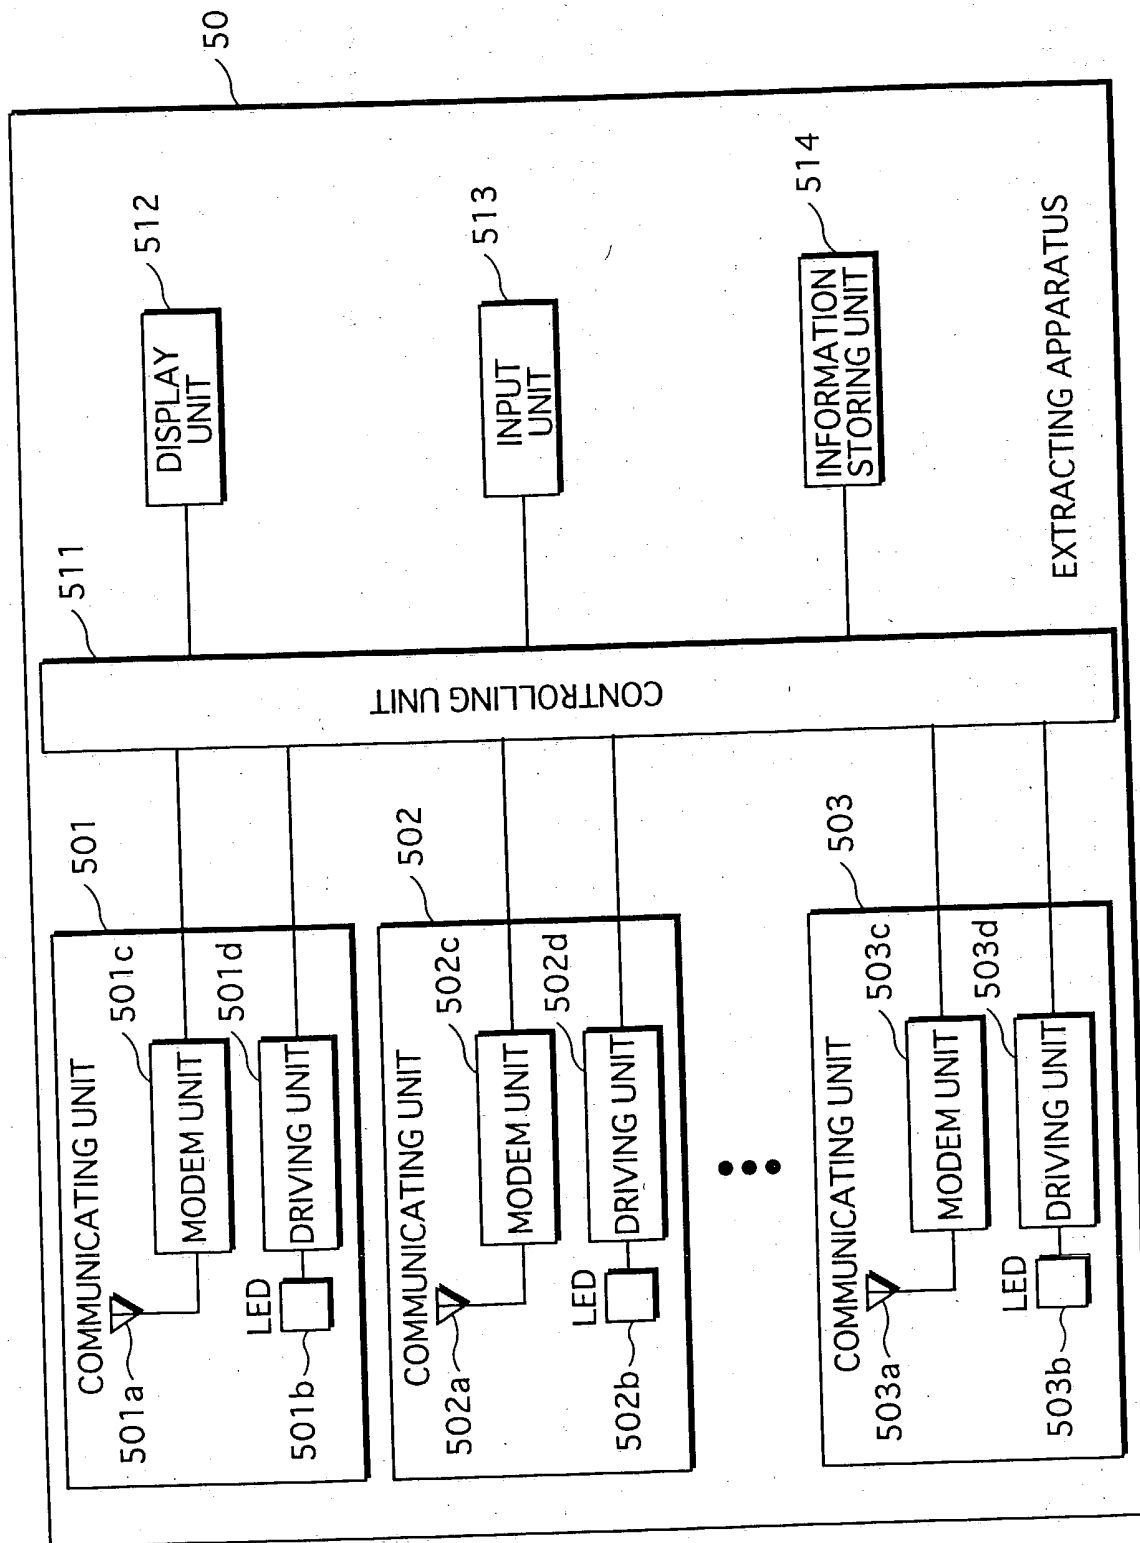 50
COMMUNICATING UNIT
501
501a
501c
MODEM UNIT
501d
LED
DRIVING UNIT
501b
COMMUNICATING UNIT
502
502a
502c
MODEM UNIT
502d
LED
DRIVING UNIT
502b
COMMUNICATING UNIT
503
503a
503c
MODEM UNIT
503d
LED
DRIVING UNIT
503b
511
CONTROLLING UNIT
512
DISPLAY
UNIT
513
INPUT
UNIT
514
INFORMATION
STORING UNIT
EXTRACTING APPARATUS